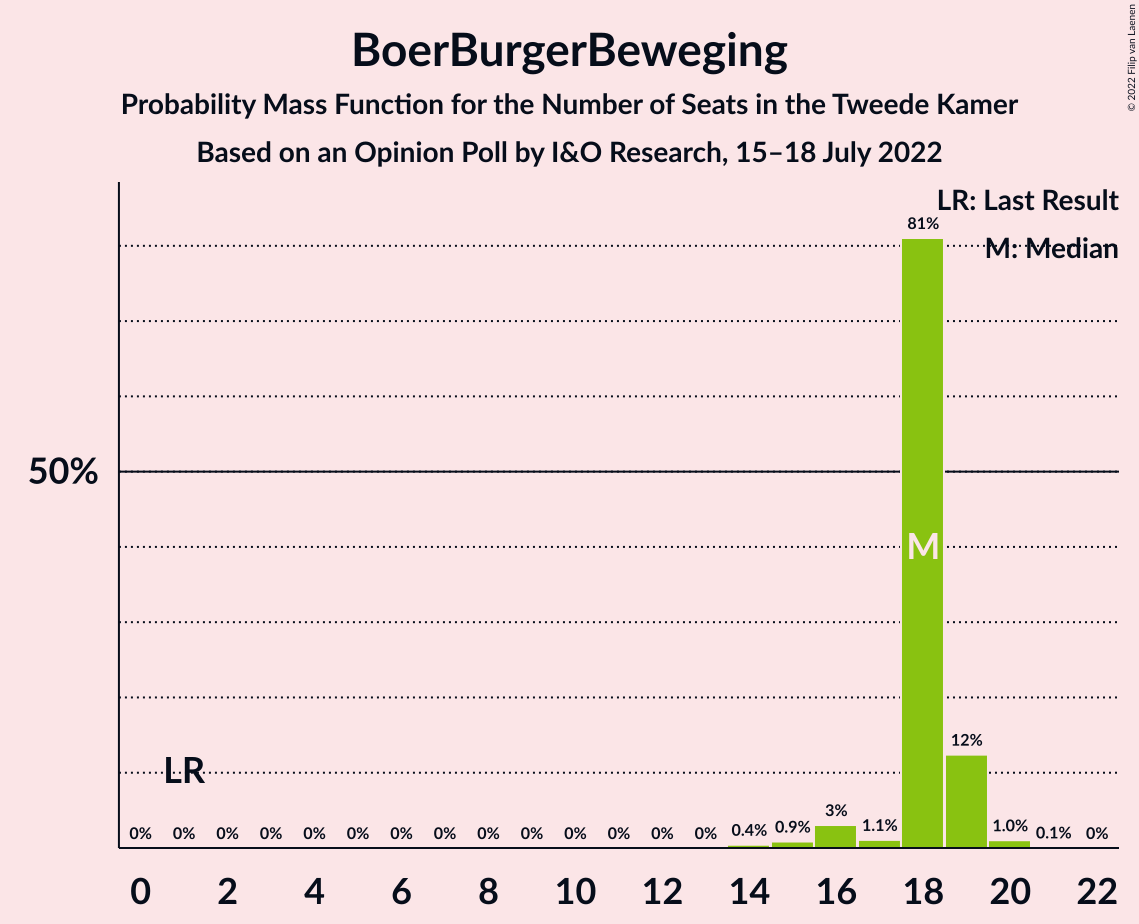 BoerBurgerBeweging
Probability Mass Function for the Number of Seats in the Tweede Kamer
Based on an Opinion Poll by I&O Research, 15–18 July 2022
© 2022 Filip van Laenen
LR: Last Result
M: Median
81%
50%
M
LR
12%
0% 0% 0% 0% 0% 0% 0% 0% 0% 0% 0% 0% 0% 0% 0.4% 0.9% 3% 1.1% 1.0% 0.1% 0%
0 2 4 6 8 10 12 14 16 18 20 22